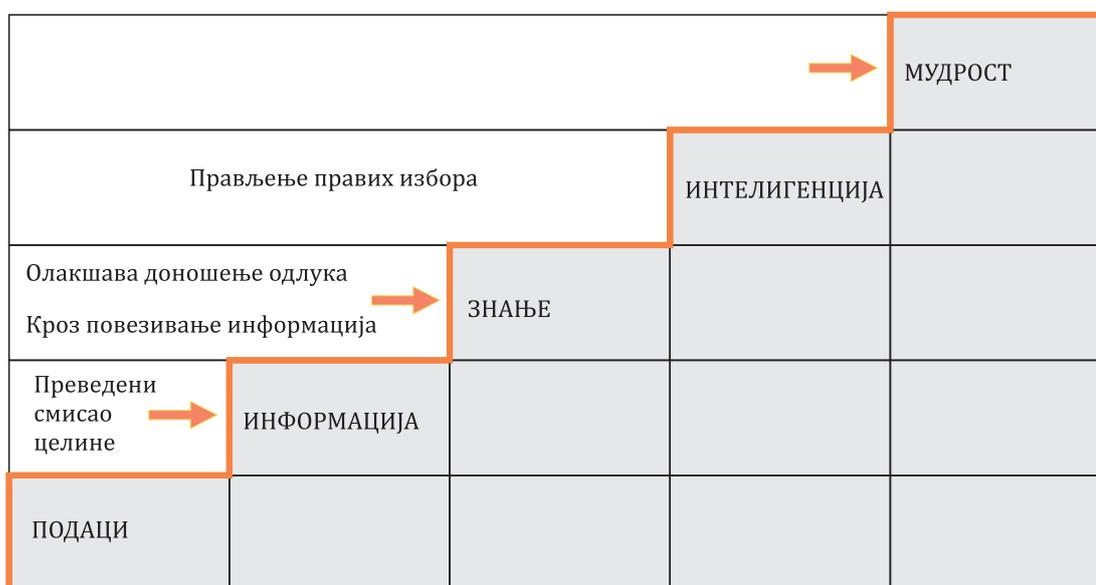 МУДРОСТ
Прављење правих избора
ИНТЕЛИГЕНЦИЈА
Олакшава доношење одлука
Кроз повезивање информација
ЗНАЊЕ
Преведени
смисао
целине
ИНФОРМАЦИЈА
ПОДАЦИ